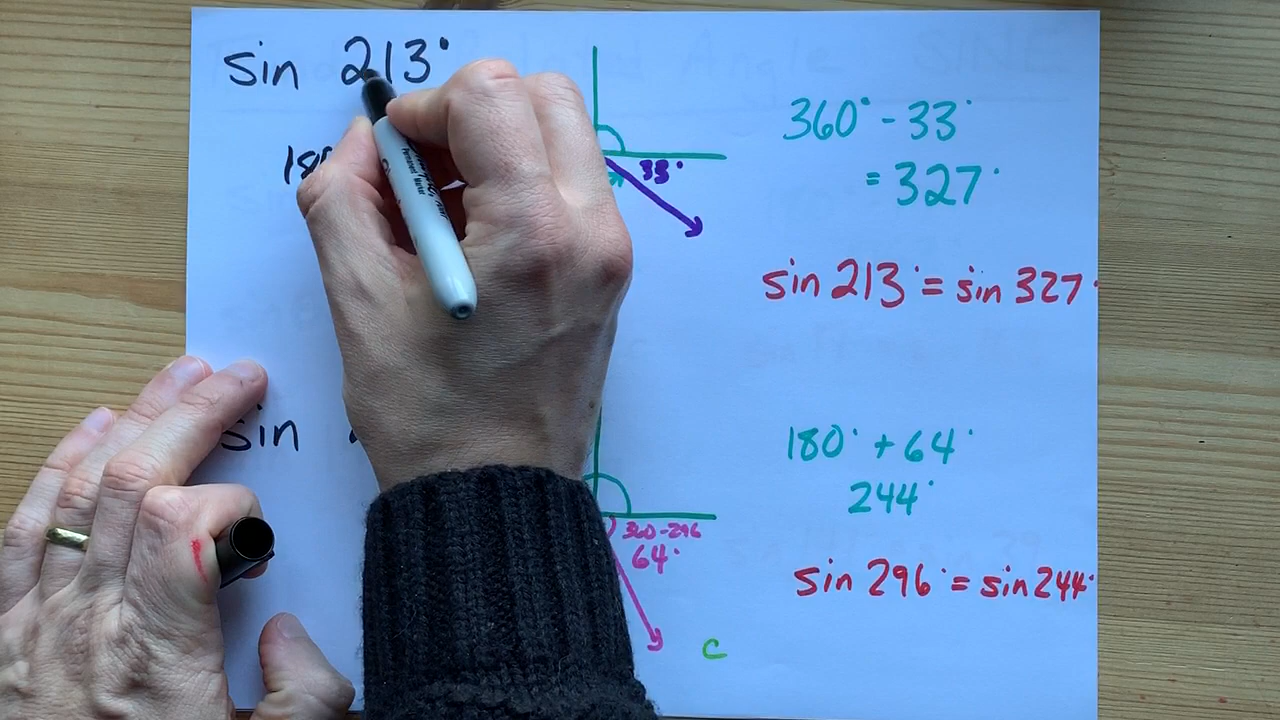 sin 213°
360° - 33°
= 327°
33°
sin 213° = sin 327°
sin
180° + 64°
244°
360-296
64°
sin 296° = sin 244°
C